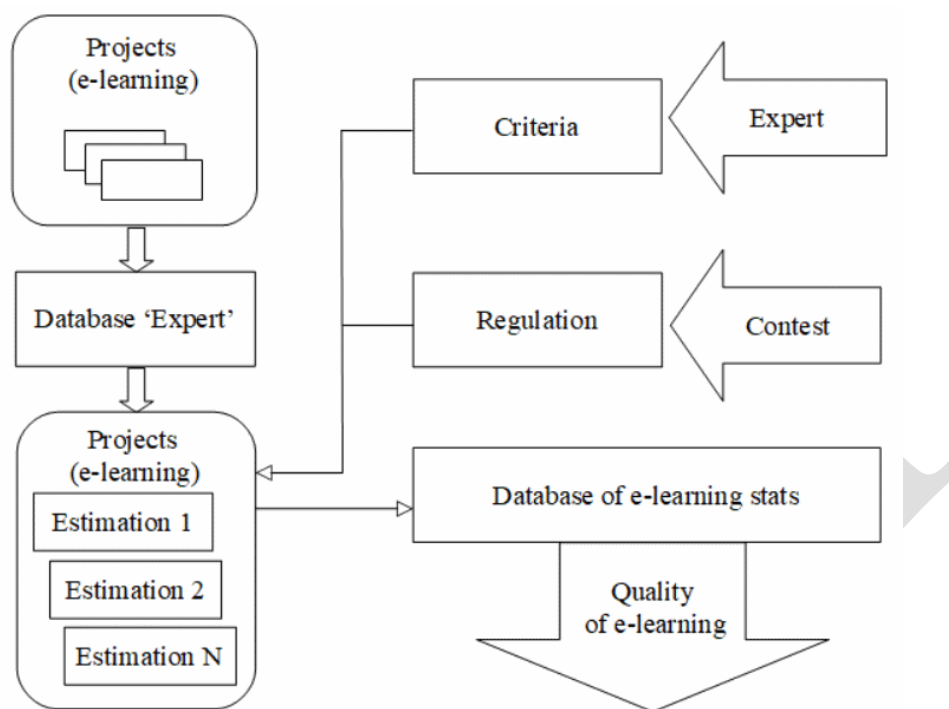 Projects
(e-learning)
Criteria
Expert
Database ‘Expert’
Regulation
Contest
Projects
(e-learning)
Estimation 1
Estimation 2
Estimation N
Database of e-learning stats
Quality
of e-learning